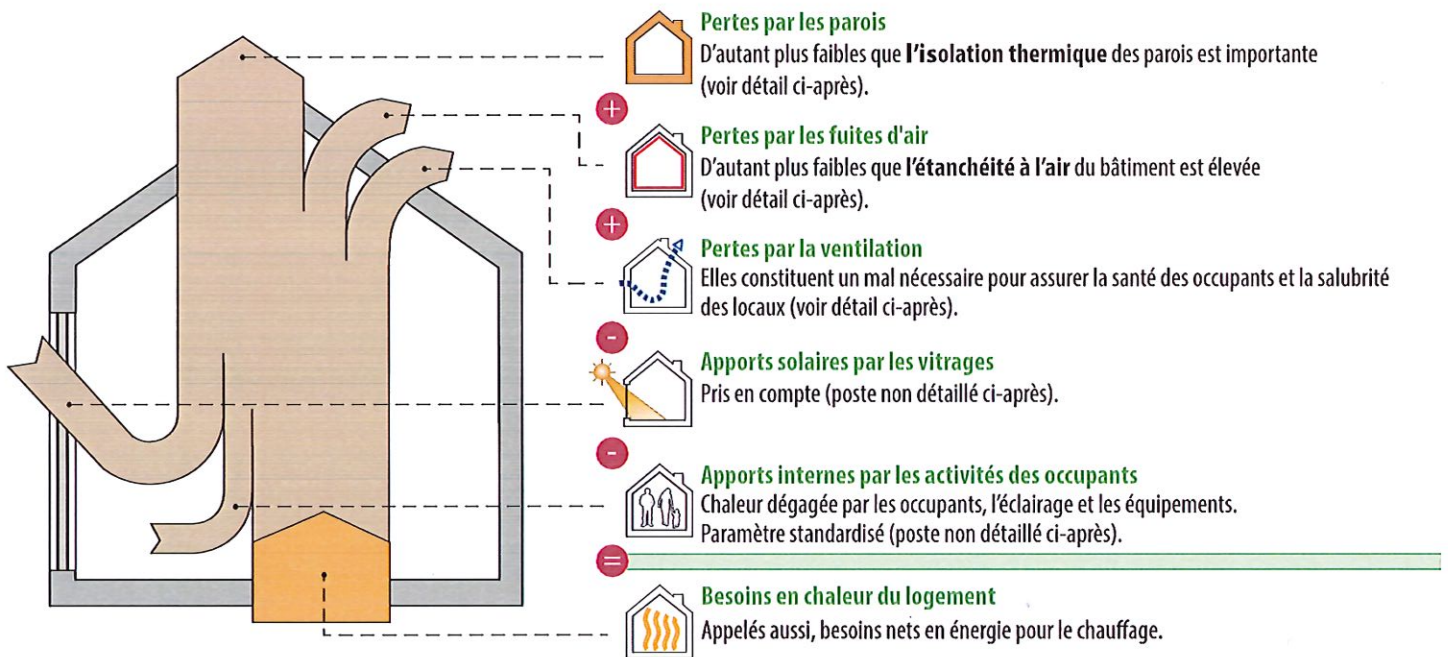 Pertes par les parois
D'autant plus faibles que l'isolation thermique des parois est importante
(voir détail ci-après).
+
Pertes par les fuites d'air
D'autant plus faibles que l'étanchéité à l'air du bâtiment est élevée
(voir détail ci-après).
+
Pertes par la ventilation
Elles constituent un mal nécessaire pour assurer la santé des occupants et la salubrité
des locaux (voir détail ci-après).
-
Apports solaires par les vitrages
Pris en compte (poste non détaillé ci-après).
-
Apports internes par les activités des occupants
Chaleur dégagée par les occupants, l'éclairage et les équipements.
Paramètre standardisé (poste non détaillé ci-après).
=
Besoins en chaleur du logement
Appelés aussi, besoins nets en énergie pour le chauffage.